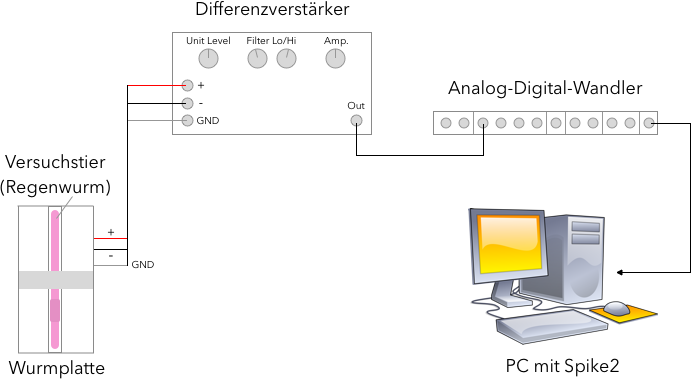 Differenzverstärker
Unit Level
Filter Lo/Hi
Amp.
+
-
GND
Out
Analog-Digital-Wandler
Versuchstier
(Regenwurm)
+
-
GND
Wurmplatte
PC mit Spike2